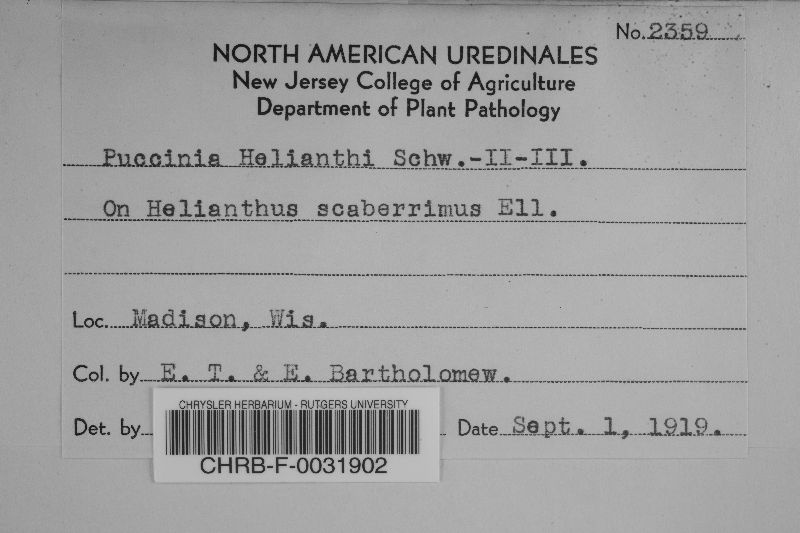 No. 2359
NORTH AMERICAN UREDINALES
New Jersey College of Agriculture
Department of Plant Pathology
Puccinia Helianthi Schw.-II-III.
On Helianthus scaberrimus Ell.
Loc. Madison, Wis.
Col. by E. T. & E. Bartholomew.
Det. by Date Sept. 1, 1919.
CHRYSLER HERBARIUM - RUTGERS UNIVERSITY
CHRB-F-0031902